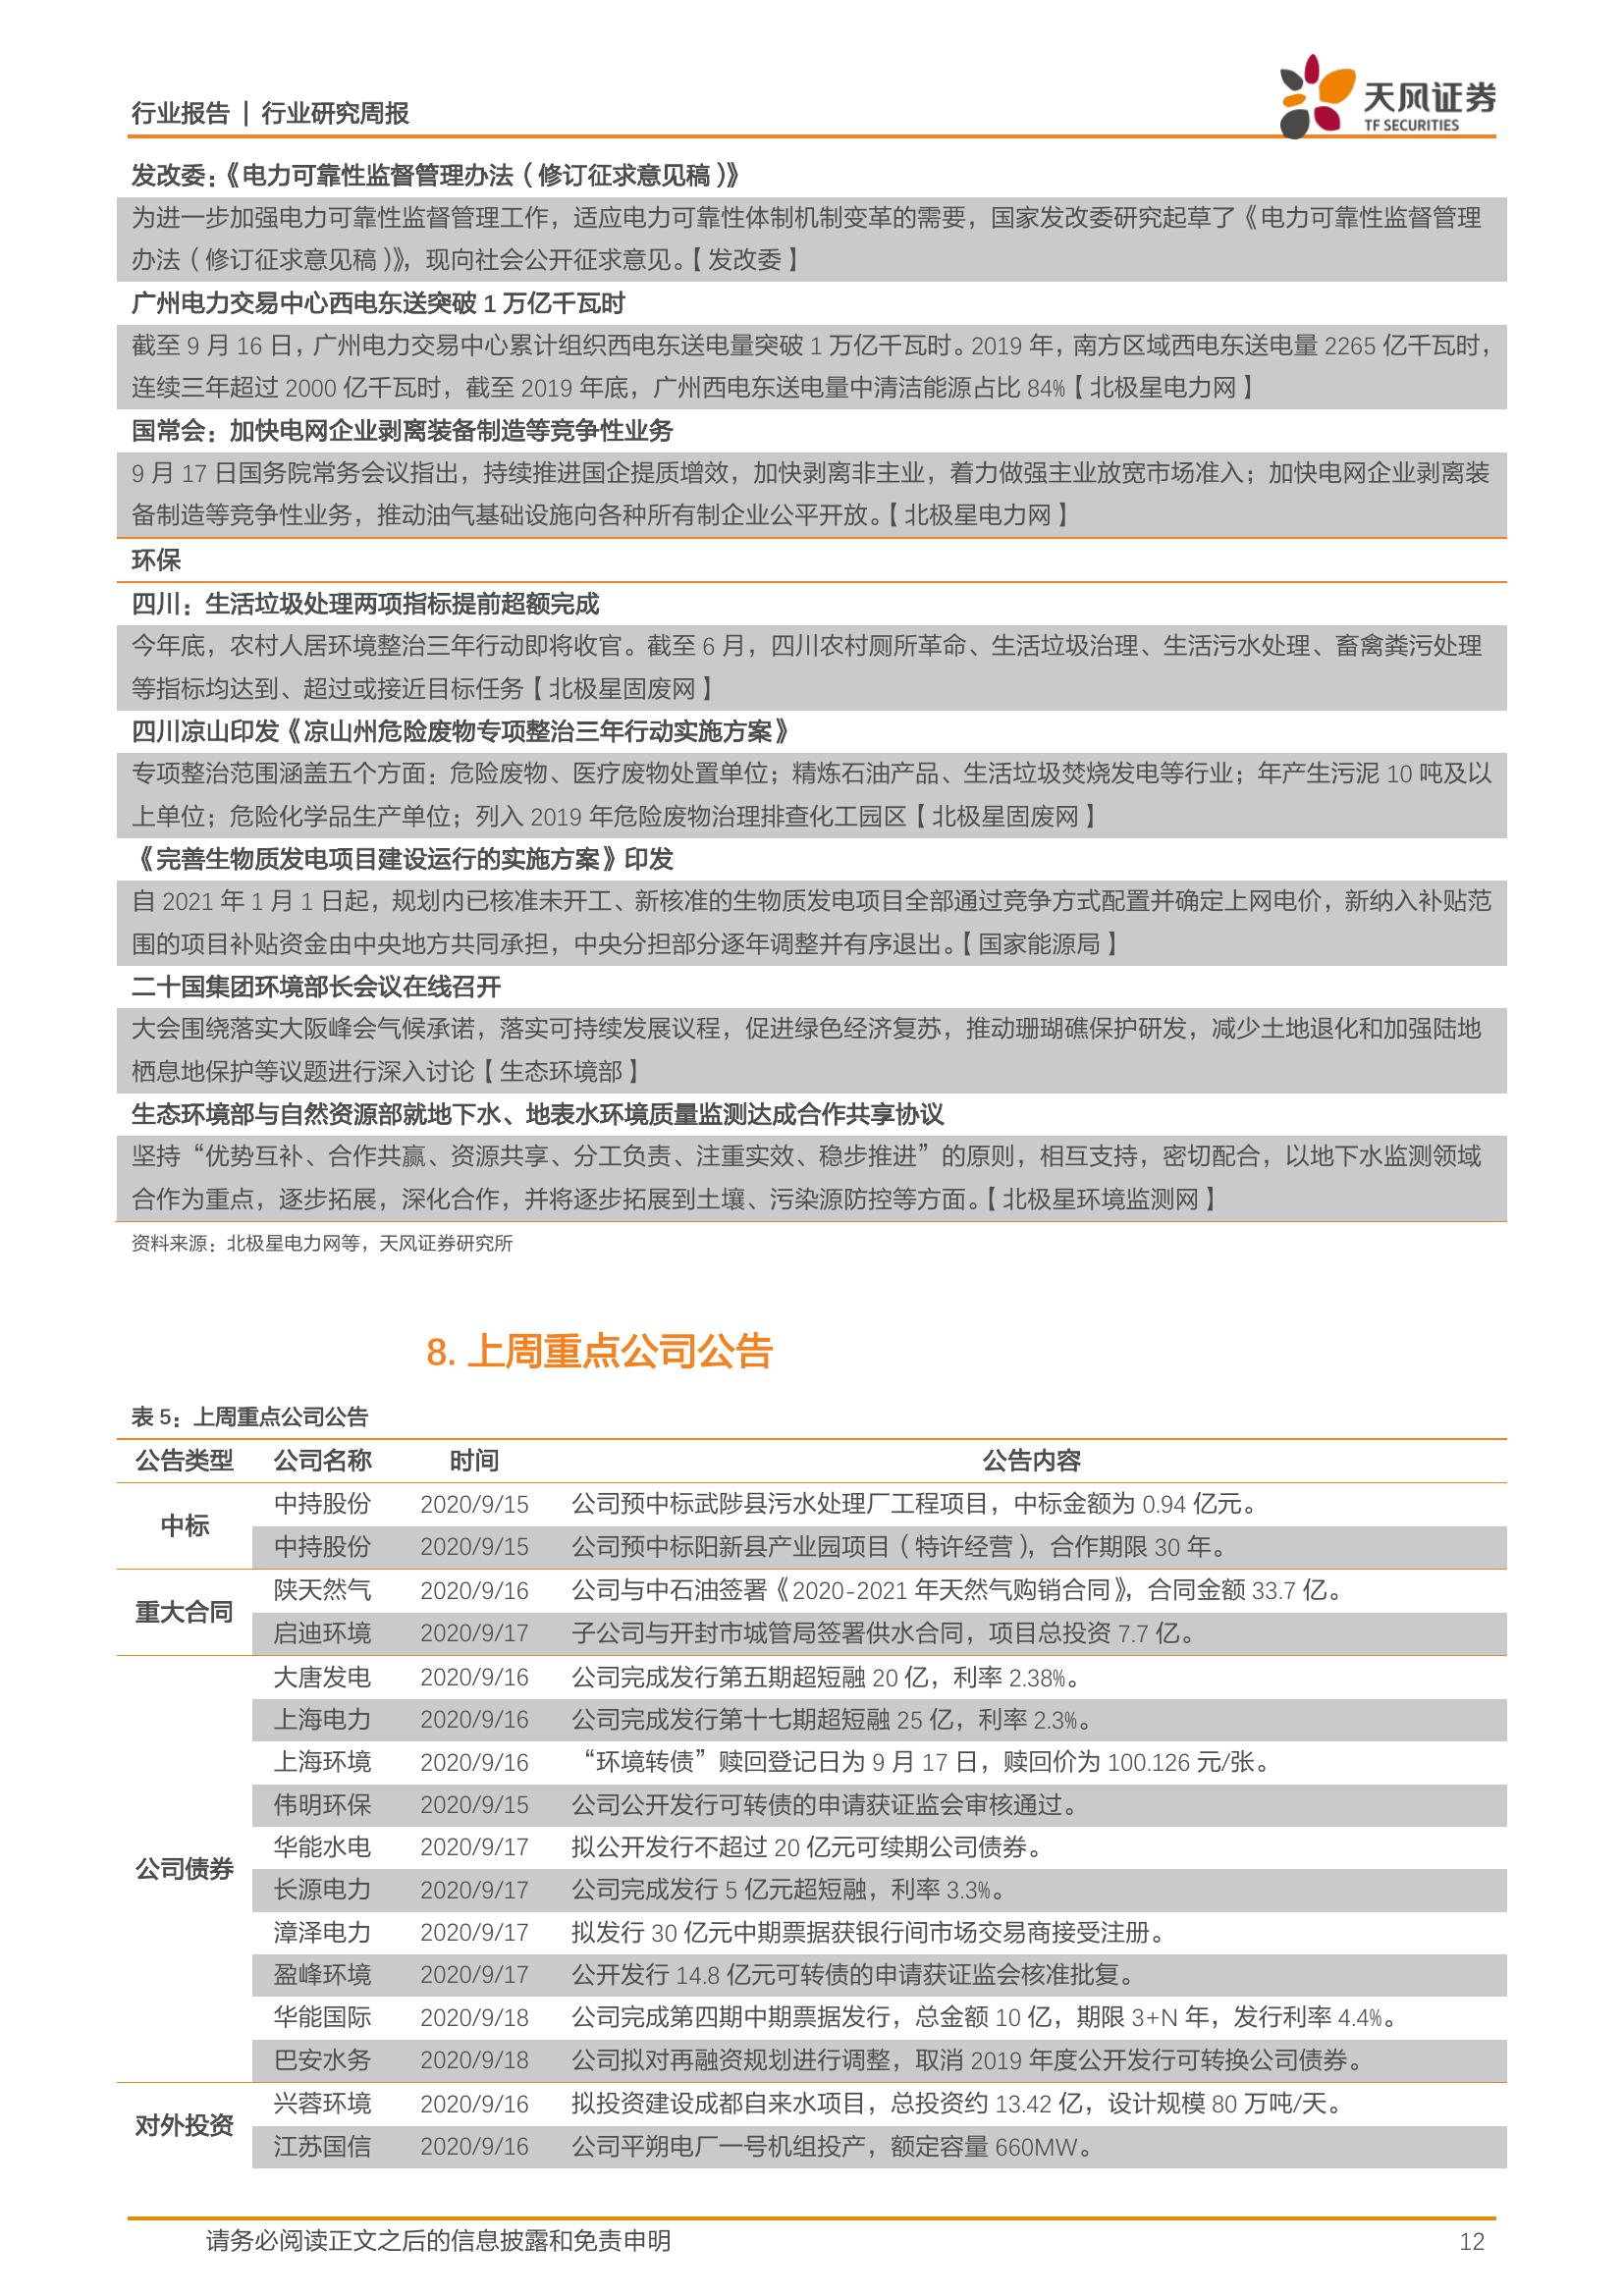 行业报告 | 行业研究周报
天风证券
TF SECURITIES
发改委：《电力可靠性监督管理办法（修订征求意见稿）》
为进一步加强电力可靠性监督管理工作，适应电力可靠性体制机制变革的需要，国家发改委研究起草了《电力可靠性监督管理
办法（修订征求意见稿）》，现向社会公开征求意见。【发改委】
广州电力交易中心西电东送突破 1 万亿千瓦时
截至 9 月 16 日，广州电力交易中心累计组织西电东送电量突破 1 万亿千瓦时。2019 年，南方区域西电东送电量 2265 亿千瓦时，
连续三年超过 2000 亿千瓦时，截至 2019 年底，广州西电东送电量中清洁能源占比 84%【北极星电力网】
国常会：加快电网企业剥离装备制造等竞争性业务
9 月 17 日国务院常务会议指出，持续推进国企提质增效，加快剥离非主业，着力做强主业放宽市场准入；加快电网企业剥离装
备制造等竞争性业务，推动油气基础设施向各种所有制企业公平开放。【北极星电力网】
环保
四川：生活垃圾处理两项指标提前超额完成
今年底，农村人居环境整治三年行动即将收官。截至 6 月，四川农村厕所革命、生活垃圾治理、生活污水处理、畜禽粪污处理
等指标均达到、超过或接近目标任务【北极星固废网】
四川凉山印发《凉山州危险废物专项整治三年行动实施方案》
专项整治范围涵盖五个方面：危险废物、医疗废物处置单位；精炼石油产品、生活垃圾焚烧发电等行业；年产生污泥 10 吨及以
上单位；危险化学品生产单位；列入 2019 年危险废物治理排查化工园区【北极星固废网】
《完善生物质发电项目建设运行的实施方案》印发
自 2021 年 1 月 1 日起，规划内已核准未开工、新核准的生物质发电项目全部通过竞争方式配置并确定上网电价，新纳入补贴范
围的项目补贴资金由中央地方共同承担，中央分担部分逐年调整并有序退出。【国家能源局】
二十国集团环境部长会议在线召开
大会围绕落实大阪峰会气候承诺，落实可持续发展议程，促进绿色经济复苏，推动珊瑚礁保护研发，减少土地退化和加强陆地
栖息地保护等议题进行深入讨论【生态环境部】
生态环境部与自然资源部就地下水、地表水环境质量监测达成合作共享协议
坚持“优势互补、合作共赢、资源共享、分工负责、注重实效、稳步推进”的原则，相互支持，密切配合，以地下水监测领域
合作为重点，逐步拓展，深化合作，并将逐步拓展到土壤、污染源防控等方面。【北极星环境监测网】
资料来源：北极星电力网等，天风证券研究所
8. 上周重点公司公告
表 5：上周重点公司公告
公告类型 公司名称 时间 公告内容
中标 中持股份 2020/9/15 公司预中标武陟县污水处理厂工程项目，中标金额为 0.94 亿元。
中持股份 2020/9/15 公司预中标阳新县产业园项目（特许经营），合作期限 30 年。
重大合同 陕天然气 2020/9/16 公司与中石油签署《2020-2021 年天然气购销合同》，合同金额 33.7 亿。
启迪环境 2020/9/17 子公司与开封市城管局签署供水合同，项目总投资 7.7 亿。
公司债券 大唐发电 2020/9/16 公司完成发行第五期超短融 20 亿，利率 2.38%。
上海电力 2020/9/16 公司完成发行第十七期超短融 25 亿，利率 2.3%。
上海环境 2020/9/16 “环境转债”赎回登记日为 9 月 17 日，赎回价为 100.126 元/张。
伟明环保 2020/9/15 公司公开发行可转债的申请获证监会审核通过。
华能水电 2020/9/17 拟公开发行不超过 20 亿元可续期公司债券。
长源电力 2020/9/17 公司完成发行 5 亿元超短融，利率 3.3%。
漳泽电力 2020/9/17 拟发行 30 亿元中期票据获银行间市场交易商接受注册。
盈峰环境 2020/9/17 公开发行 14.8 亿元可转债的申请获证监会核准批复。
华能国际 2020/9/18 公司完成第四期中期票据发行，总金额 10 亿，期限 3+N 年，发行利率 4.4%。
巴安水务 2020/9/18 公司拟对再融资规划进行调整，取消 2019 年度公开发行可转换公司债券。
对外投资 兴蓉环境 2020/9/16 拟投资建设成都自来水项目，总投资约 13.42 亿，设计规模 80 万吨/天。
江苏国信 2020/9/16 公司平朔电厂一号机组投产，额定容量 660MW。
请务必阅读正文之后的信息披露和免责申明 12